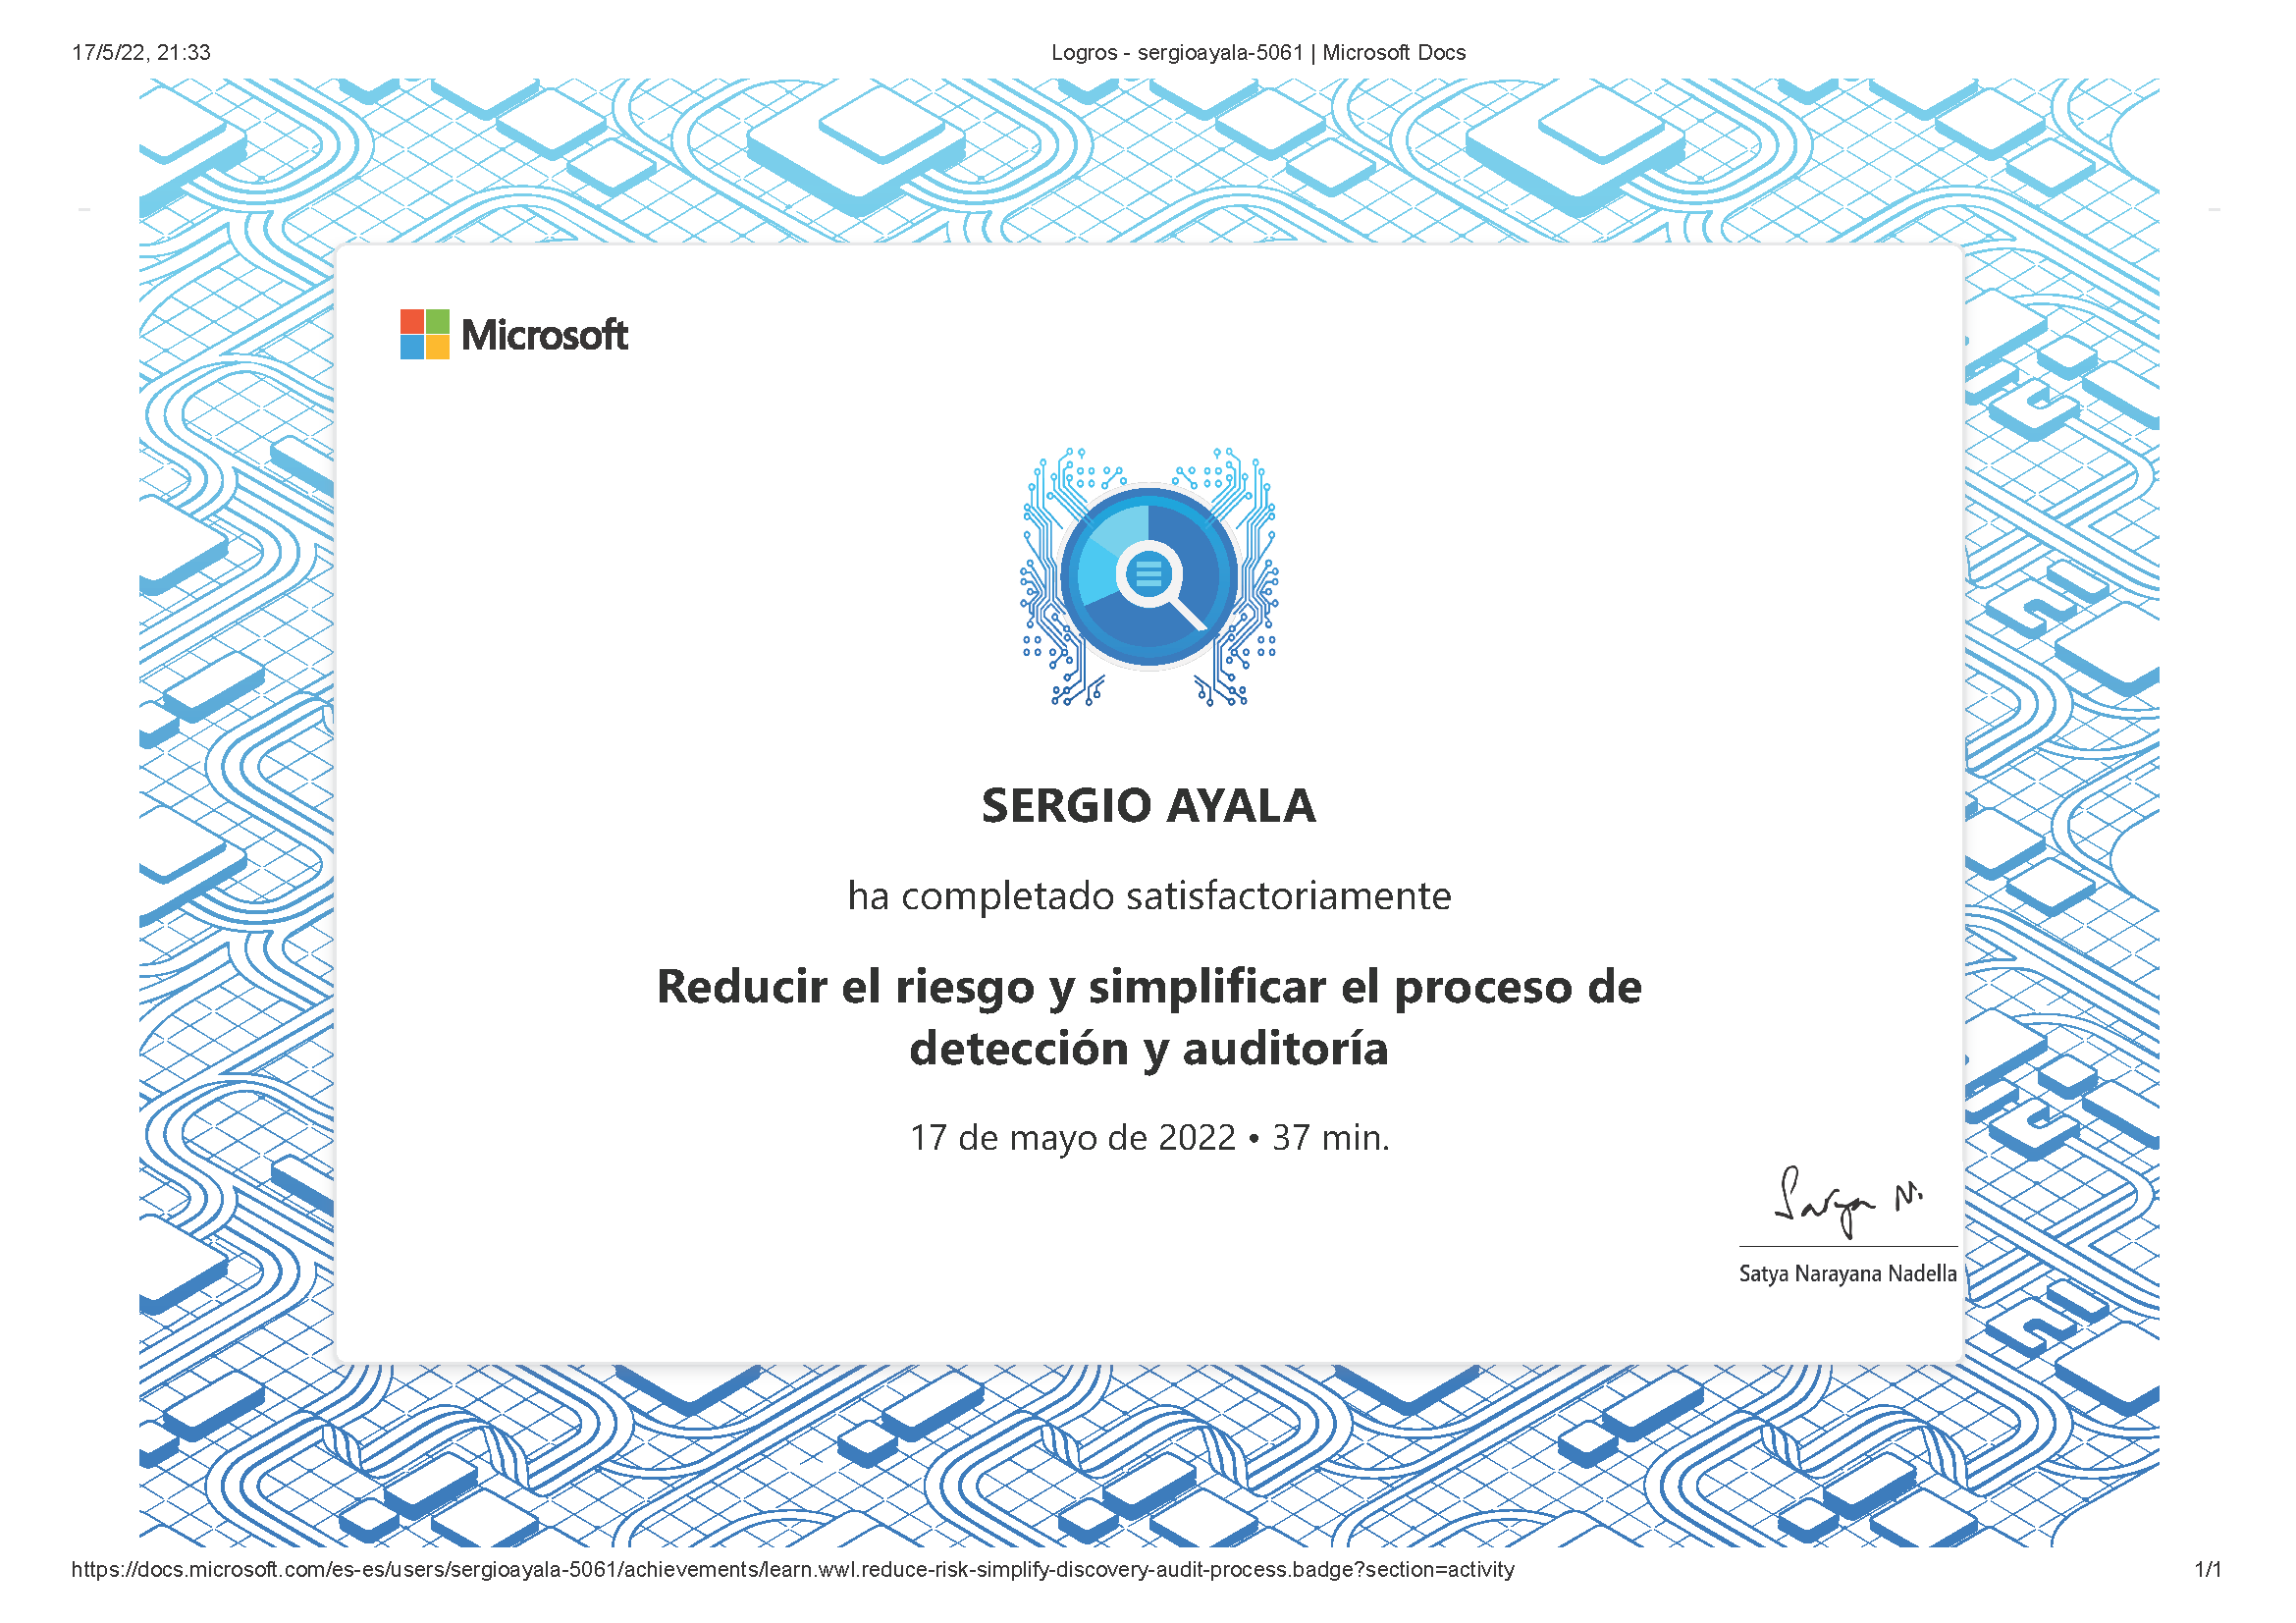 17/5/22, 21:33
Logros - sergioayala-5061 | Microsoft Docs
Microsoft
SERGIO AYALA
ha completado satisfactoriamente
Reducir el riesgo y simplificar el proceso de
detección y auditoría
17 de mayo de 2022 • 37 min.
Satya N.
Satya Narayana Nadella
https://docs.microsoft.com/es-es/users/sergioayala-5061/achievements/learn.wwl.reduce-risk-simplify-discovery-audit-process.badge?section=activity
1/1